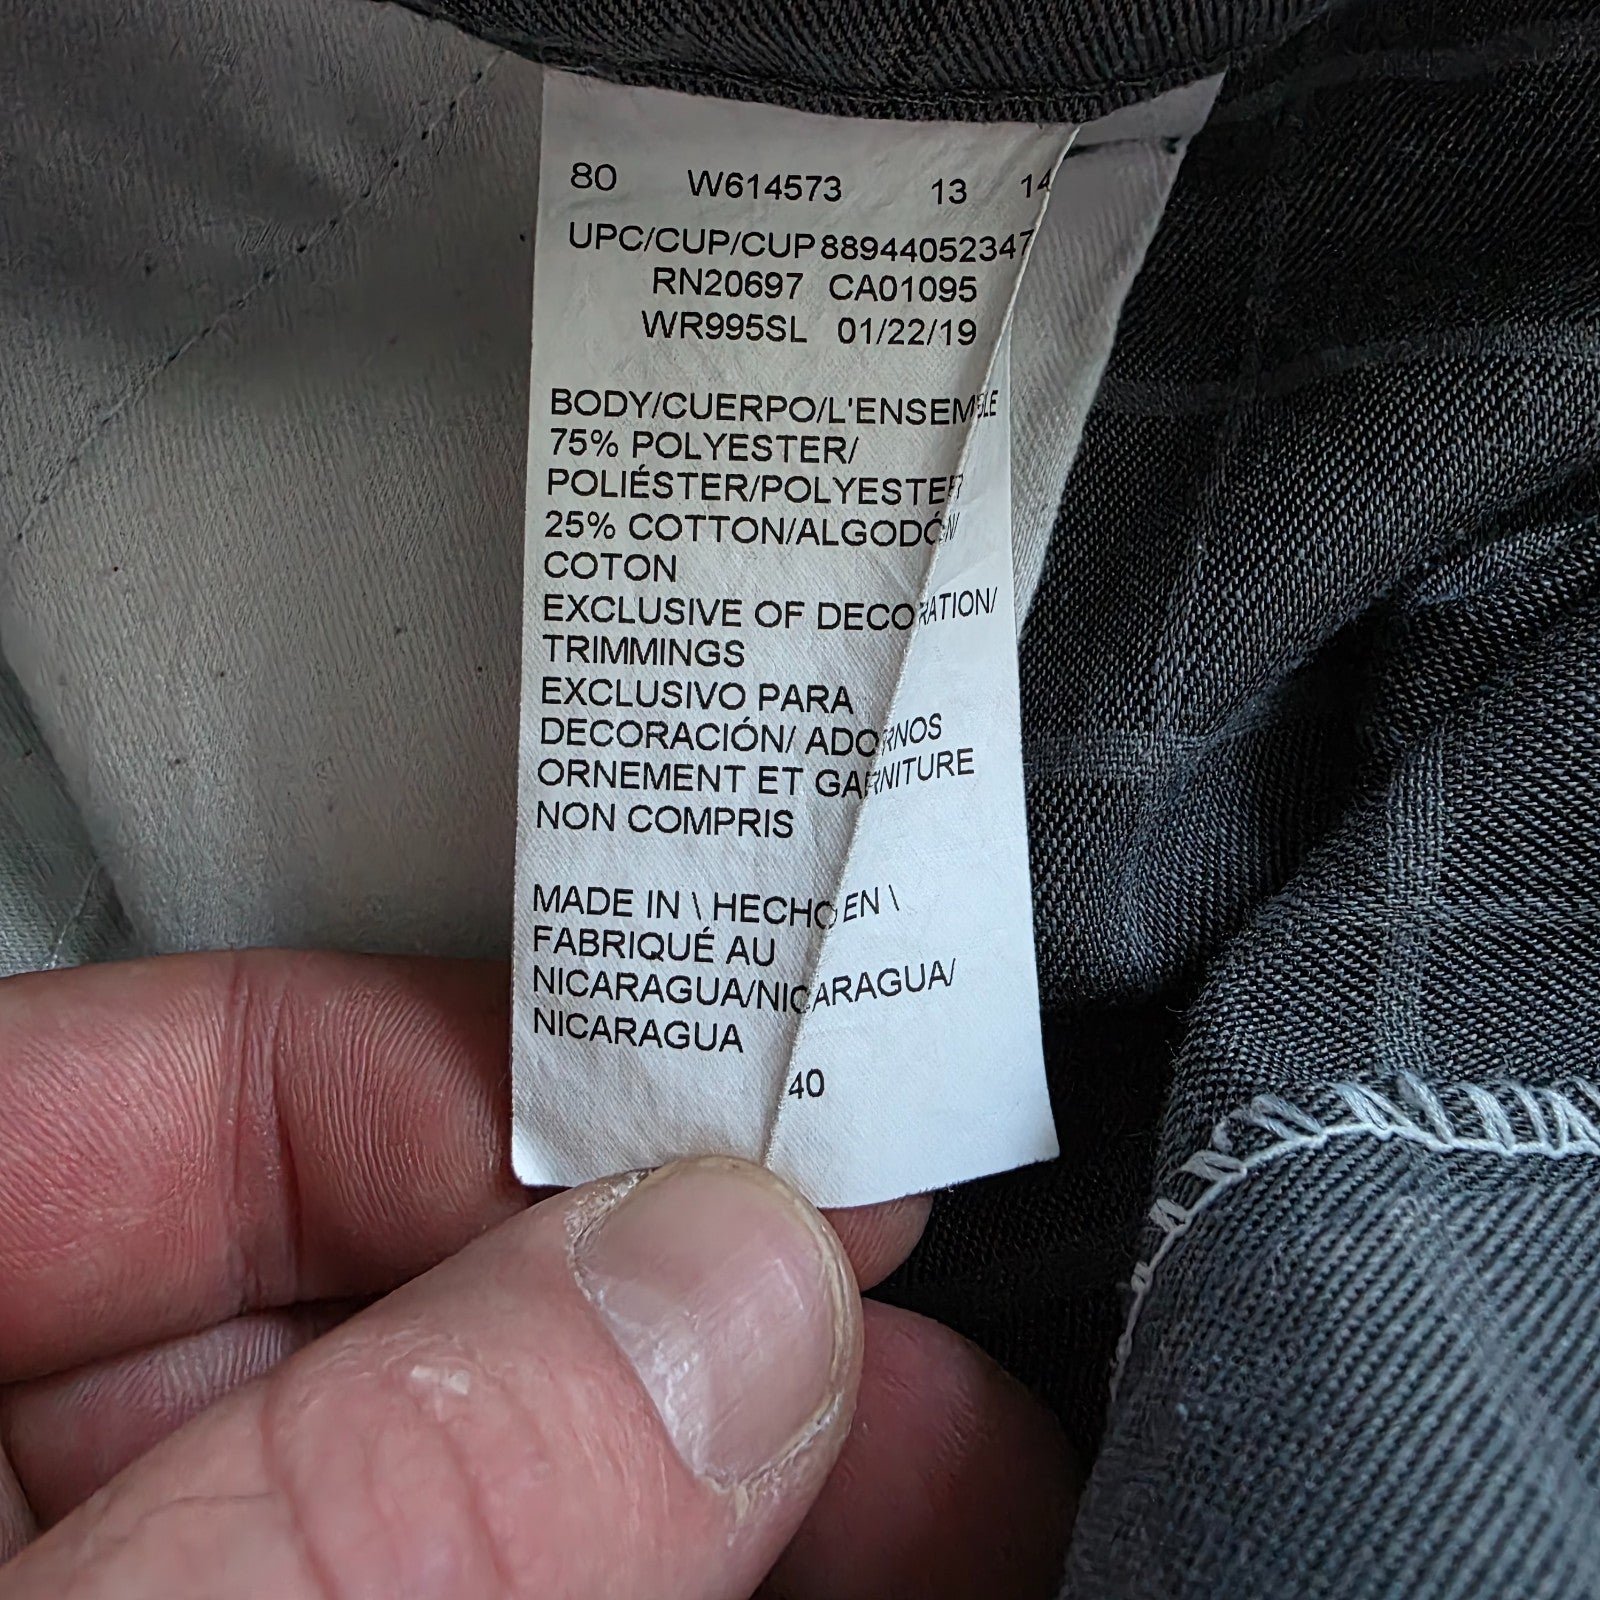 80 W614573 13 14
UPC/CUP/CUP 88944052347
RN20697 CA01095
WR995SL 01/22/19
BODY/CUERPO/L'ENSEMBLE
75% POLYESTER/
POLIÉSTER/POLYESTER
25% COTTON/ALGODÓN/
COTON
EXCLUSIVE OF DECORATION/
TRIMMINGS
EXCLUSIVO PARA
DECORACIÓN/ ADORNOS
ORNEMENT ET GARNITURE
NON COMPRIS
MADE IN \ HECHO EN \
FABRIQUÉ AU
NICARAGUA/NICARAGUA/
NICARAGUA
40